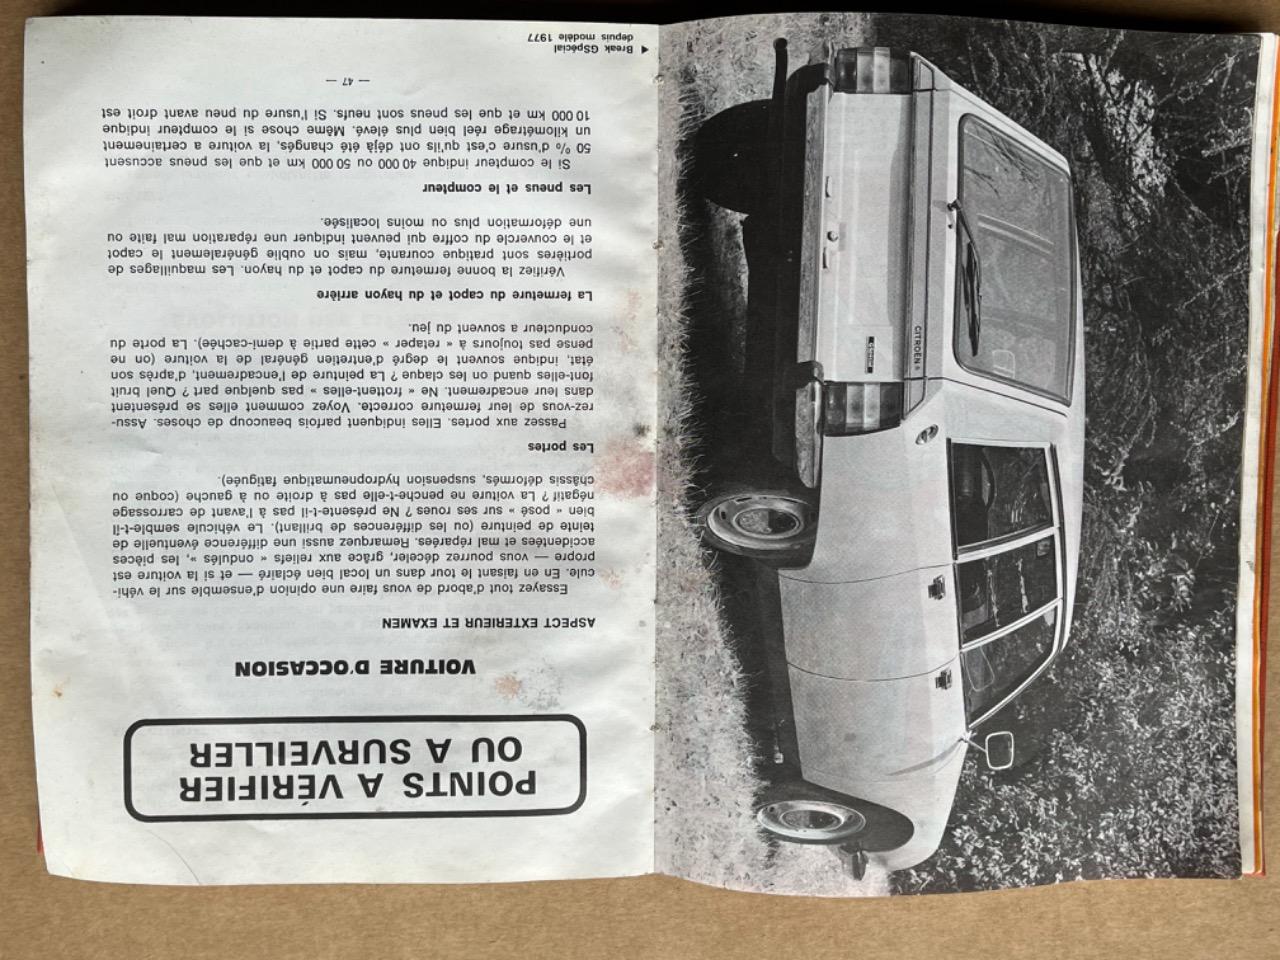 POINTS A VÉRIFIER
OU A SURVEILLER
VOITURE D'OCCASION
ASPECT EXTERIEUR ET EXAMEN
Essayez tout d'abord de vous faire une opinion d'ensemble sur le véhi-
cule. En en faisant le tour dans un local bien éclairé — et si la voiture est
propre — vous pourrez déceler, grâce aux reliefs « ondulés », les pièces
accidentées et mal réparées. Remarquez aussi une différence éventuelle de
teinte de peinture (ou les différences de brillant). Le véhicule semble-t-il
bien « posé » sur ses roues ? Ne présente-t-il pas à l'avant de carrossage
négatif ? La voiture ne penche-t-elle pas à droite ou à gauche (coque ou
châssis déformés, suspension hydropneumatique fatiguée).
Les portes
Passez aux portes. Elles indiquent parfois beaucoup de choses. Assu-
rez-vous de leur fermeture correcte. Voyez comment elles se présentent
dans leur encadrement. Ne « frottent-elles » pas quelque part ? Quel bruit
font-elles quand on les claque ? La peinture de l'encadrement, d'après son
état, indique souvent le degré d'entretien général de la voiture (on ne
pense pas toujours à « retaper » cette partie à demi-cachée). La porte du
conducteur a souvent du jeu.
La fermeture du capot et du hayon arrière
Vérifiez la bonne fermeture du capot et du hayon. Les maquillages de
portières sont pratique courante, mais on oublie généralement le capot
et le couvercle du coffre qui peuvent indiquer une réparation mal faite ou
une déformation plus ou moins localisée.
Les pneus et le compteur
Si le compteur indique 40 000 ou 50 000 km et que les pneus accusent
50 % d'usure c'est qu'ils ont déjà été changés, la voiture a certainement
un kilométrage réel bien plus élevé. Même chose si le compteur indique
10 000 km et que les pneus sont neufs. Si l'usure du pneu avant droit est
— 47 —
◄ Break GSpécial
depuis modèle 1977
CITROËN